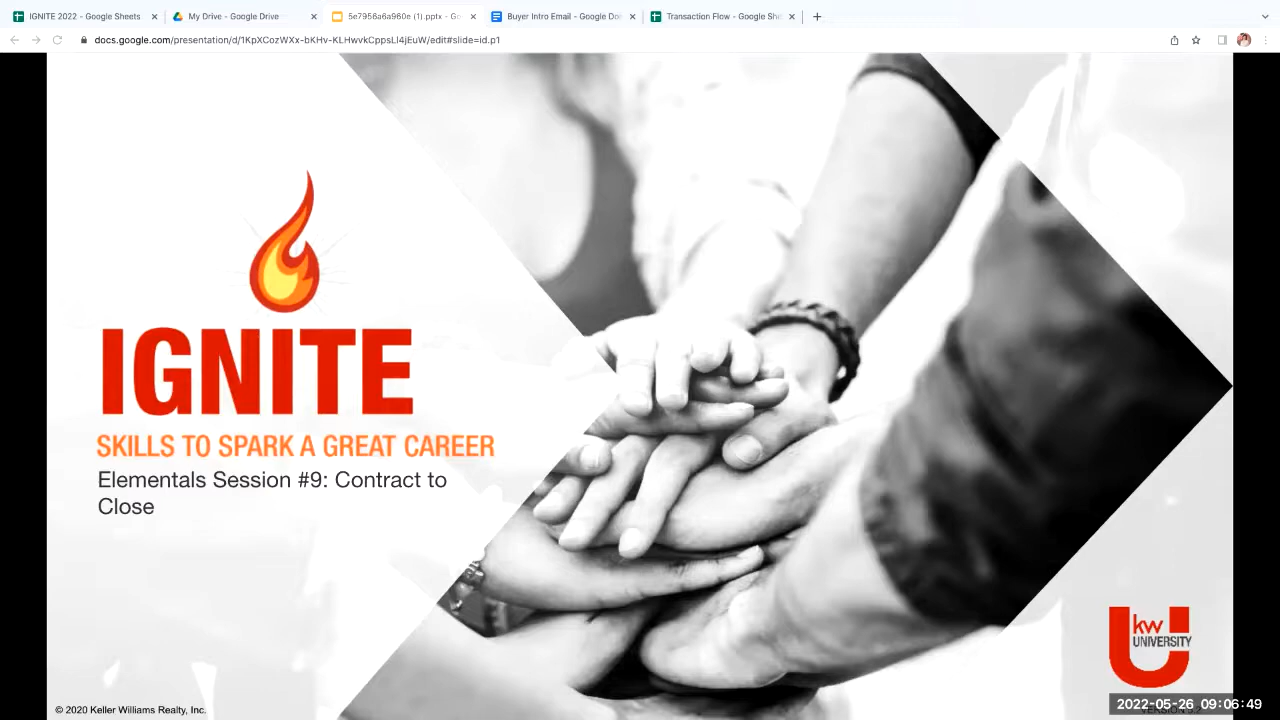 IGNITE 2022 - Google Sheets
My Drive - Google Drive
5e7956a6a960e (1).pptx - Go
Buyer Intro Email - Google Do
Transaction Flow - Google She
docs.google.com/presentation/d/1KpXCozWXx-bKHv-KLHwvkCppsLl4jEuW/edit#slide=id.p1
IGNITE
SKILLS TO SPARK A GREAT CAREER
Elementals Session #9: Contract to
Close
kw
UNIVERSITY
© 2020 Keller Williams Realty, Inc.
2022-05-26 09:06:49